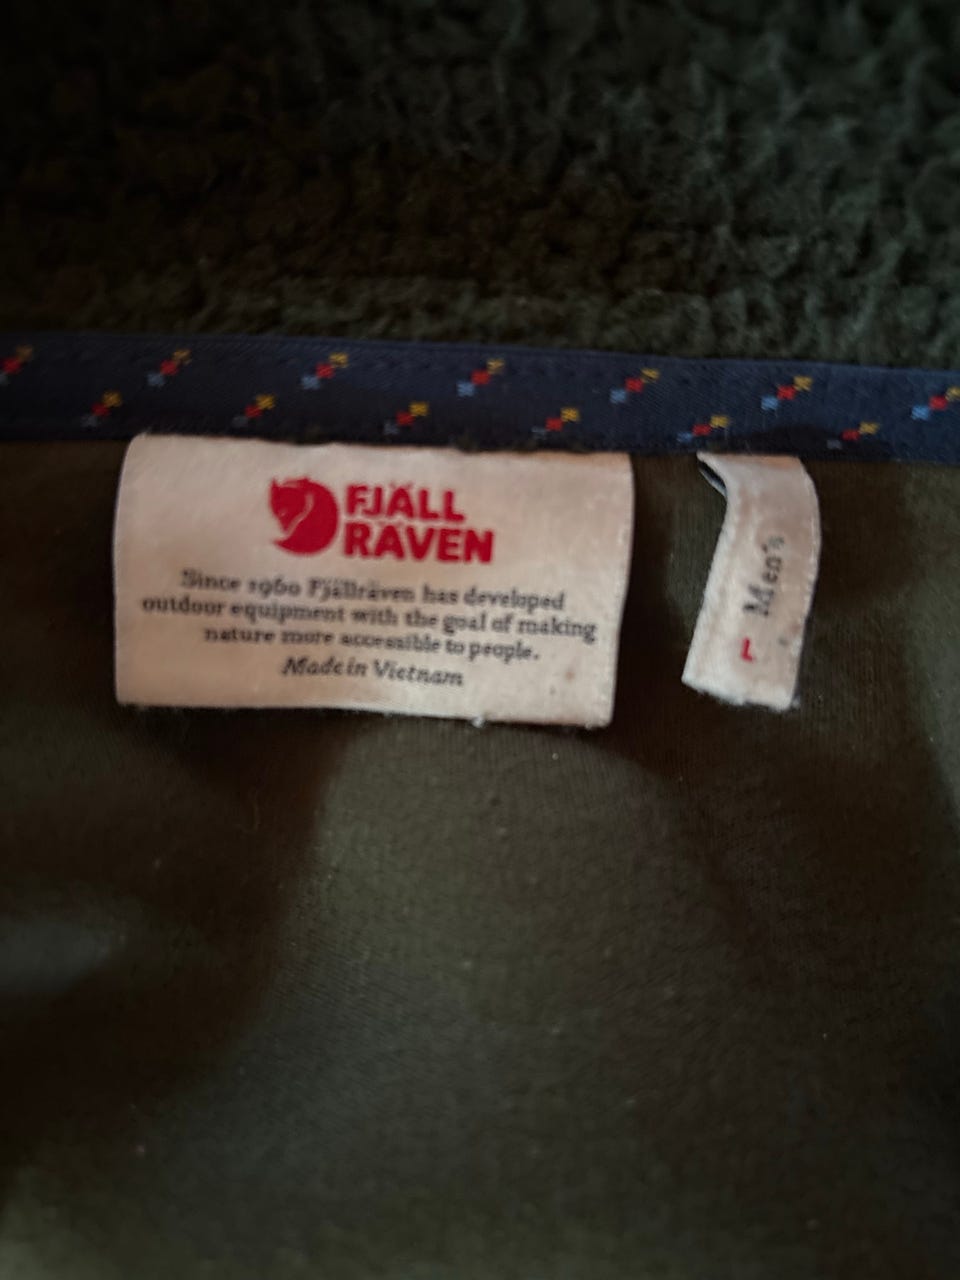 FJÄLL
RÄVEN
Since 1960 Fjällräven has developed
outdoor equipment with the goal of making
nature more accessible to people.
Made in Vietnam
Men's
L